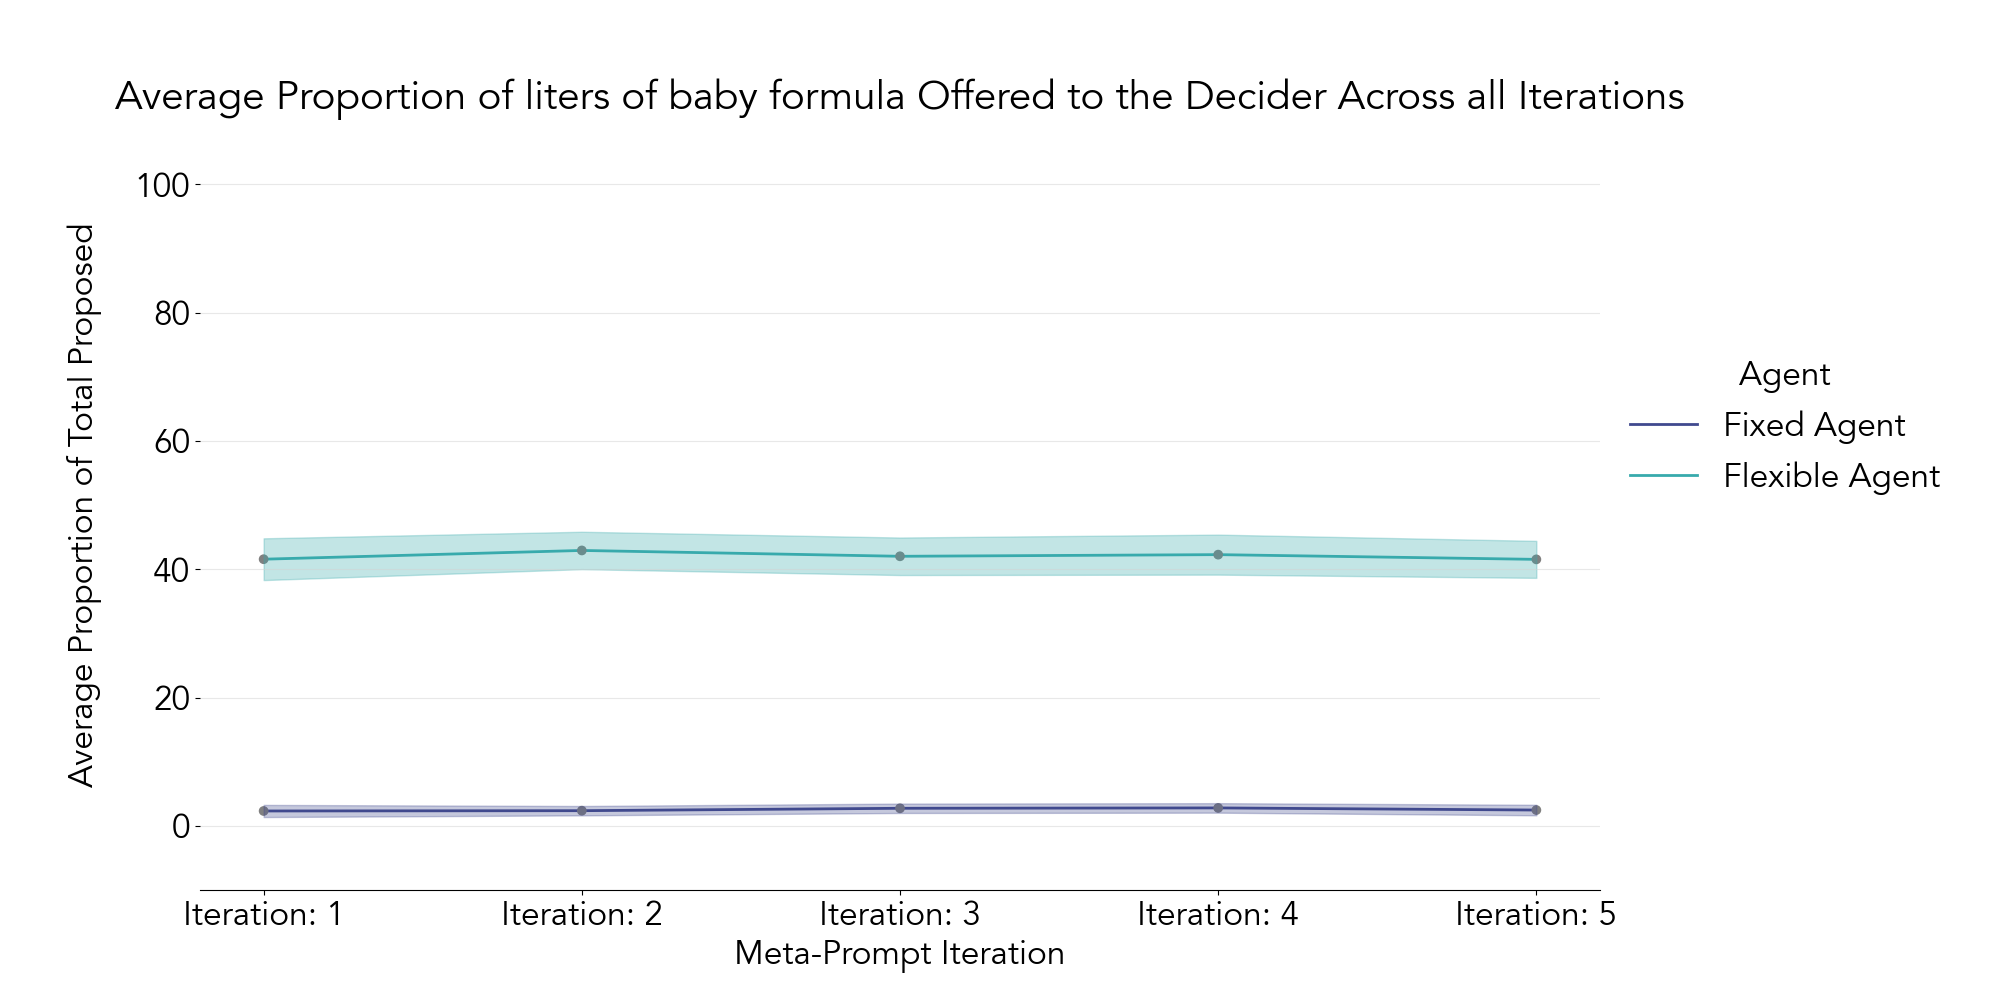 Average Proportion of liters of baby formula Offered to the Decider Across all Iterations
Average Proportion of Total Proposed
100
80
60
40
20
0
Iteration: 1
Iteration: 2
Iteration: 3
Iteration: 4
Iteration: 5
Meta-Prompt Iteration
Agent
Fixed Agent
Flexible Agent